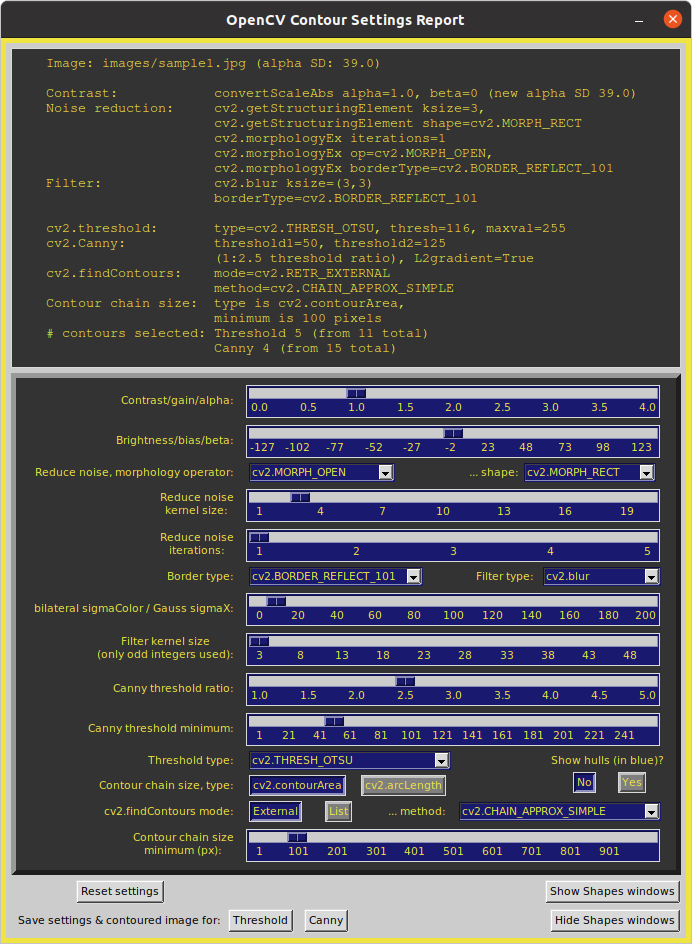 OpenCV Contour Settings Report
Image: images/sample1.jpg (alpha SD: 39.0)
Contrast: convertScaleAbs alpha=1.0, beta=0 (new alpha SD 39.0)
Noise reduction: cv2.getStructuringElement ksize=3,
cv2.getStructuringElement shape=cv2.MORPH_RECT
cv2.morphologyEx iterations=1
cv2.morphologyEx op=cv2.MORPH_OPEN,
cv2.morphologyEx borderType=cv2.BORDER_REFLECT_101
Filter: cv2.blur ksize=(3,3)
borderType=cv2.BORDER_REFLECT_101
cv2.threshold: type=cv2.THRESH_OTSU, thresh=116, maxval=255
cv2.Canny: threshold1=50, threshold2=125
(1:2.5 threshold ratio), L2gradient=True
cv2.findContours: mode=cv2.RETR_EXTERNAL
method=cv2.CHAIN_APPROX_SIMPLE
Contour chain size: type is cv2.contourArea,
minimum is 100 pixels
# contours selected: Threshold 5 (from 11 total)
Canny 4 (from 15 total)
Contrast/gain/alpha:
0.0 0.5 1.0 1.5 2.0 2.5 3.0 3.5 4.0
Brightness/bias/beta:
-127 -102 -77 -52 -27 -2 23 48 73 98 123
Reduce noise, morphology operator: cv2.MORPH_OPEN ... shape: cv2.MORPH_RECT
Reduce noise
kernel size: 1 4 7 10 13 16 19
Reduce noise
iterations: 1 2 3 4 5
Border type: cv2.BORDER_REFLECT_101 Filter type: cv2.blur
bilateral sigmaColor / Gauss sigmaX:
0 20 40 60 80 100 120 140 160 180 200
Filter kernel size
(only odd integers used): 3 8 13 18 23 28 33 38 43 48
Canny threshold ratio:
1.0 1.5 2.0 2.5 3.0 3.5 4.0 4.5 5.0
Canny threshold minimum:
1 21 41 61 81 101 121 141 161 181 201 221 241
Threshold type: cv2.THRESH_OTSU Show hulls (in blue)?
Contour chain size, type: cv2.contourArea cv2.arcLength No Yes
cv2.findContours mode: External List ... method: cv2.CHAIN_APPROX_SIMPLE
Contour chain size
minimum (px): 1 101 201 301 401 501 601 701 801 901
Reset settings Show Shapes windows
Save settings & contoured image for: Threshold Canny Hide Shapes windows